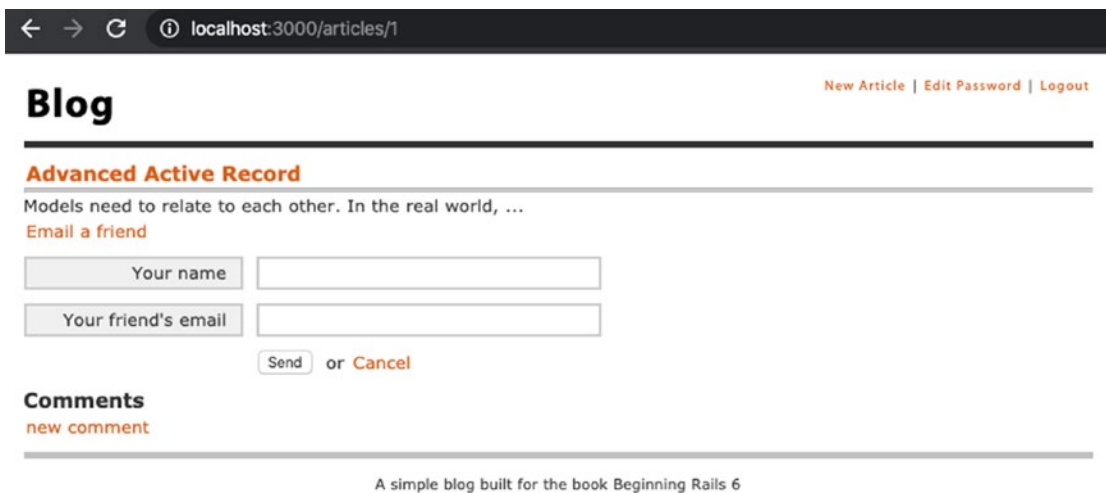 localhost:3000/articles/1
Blog
New Article | Edit Password | Logout
Advanced Active Record
Models need to relate to each other. In the real world, ...
Email a friend
Your name
Your friend's email
Send or Cancel
Comments
new comment
A simple blog built for the book Beginning Rails 6